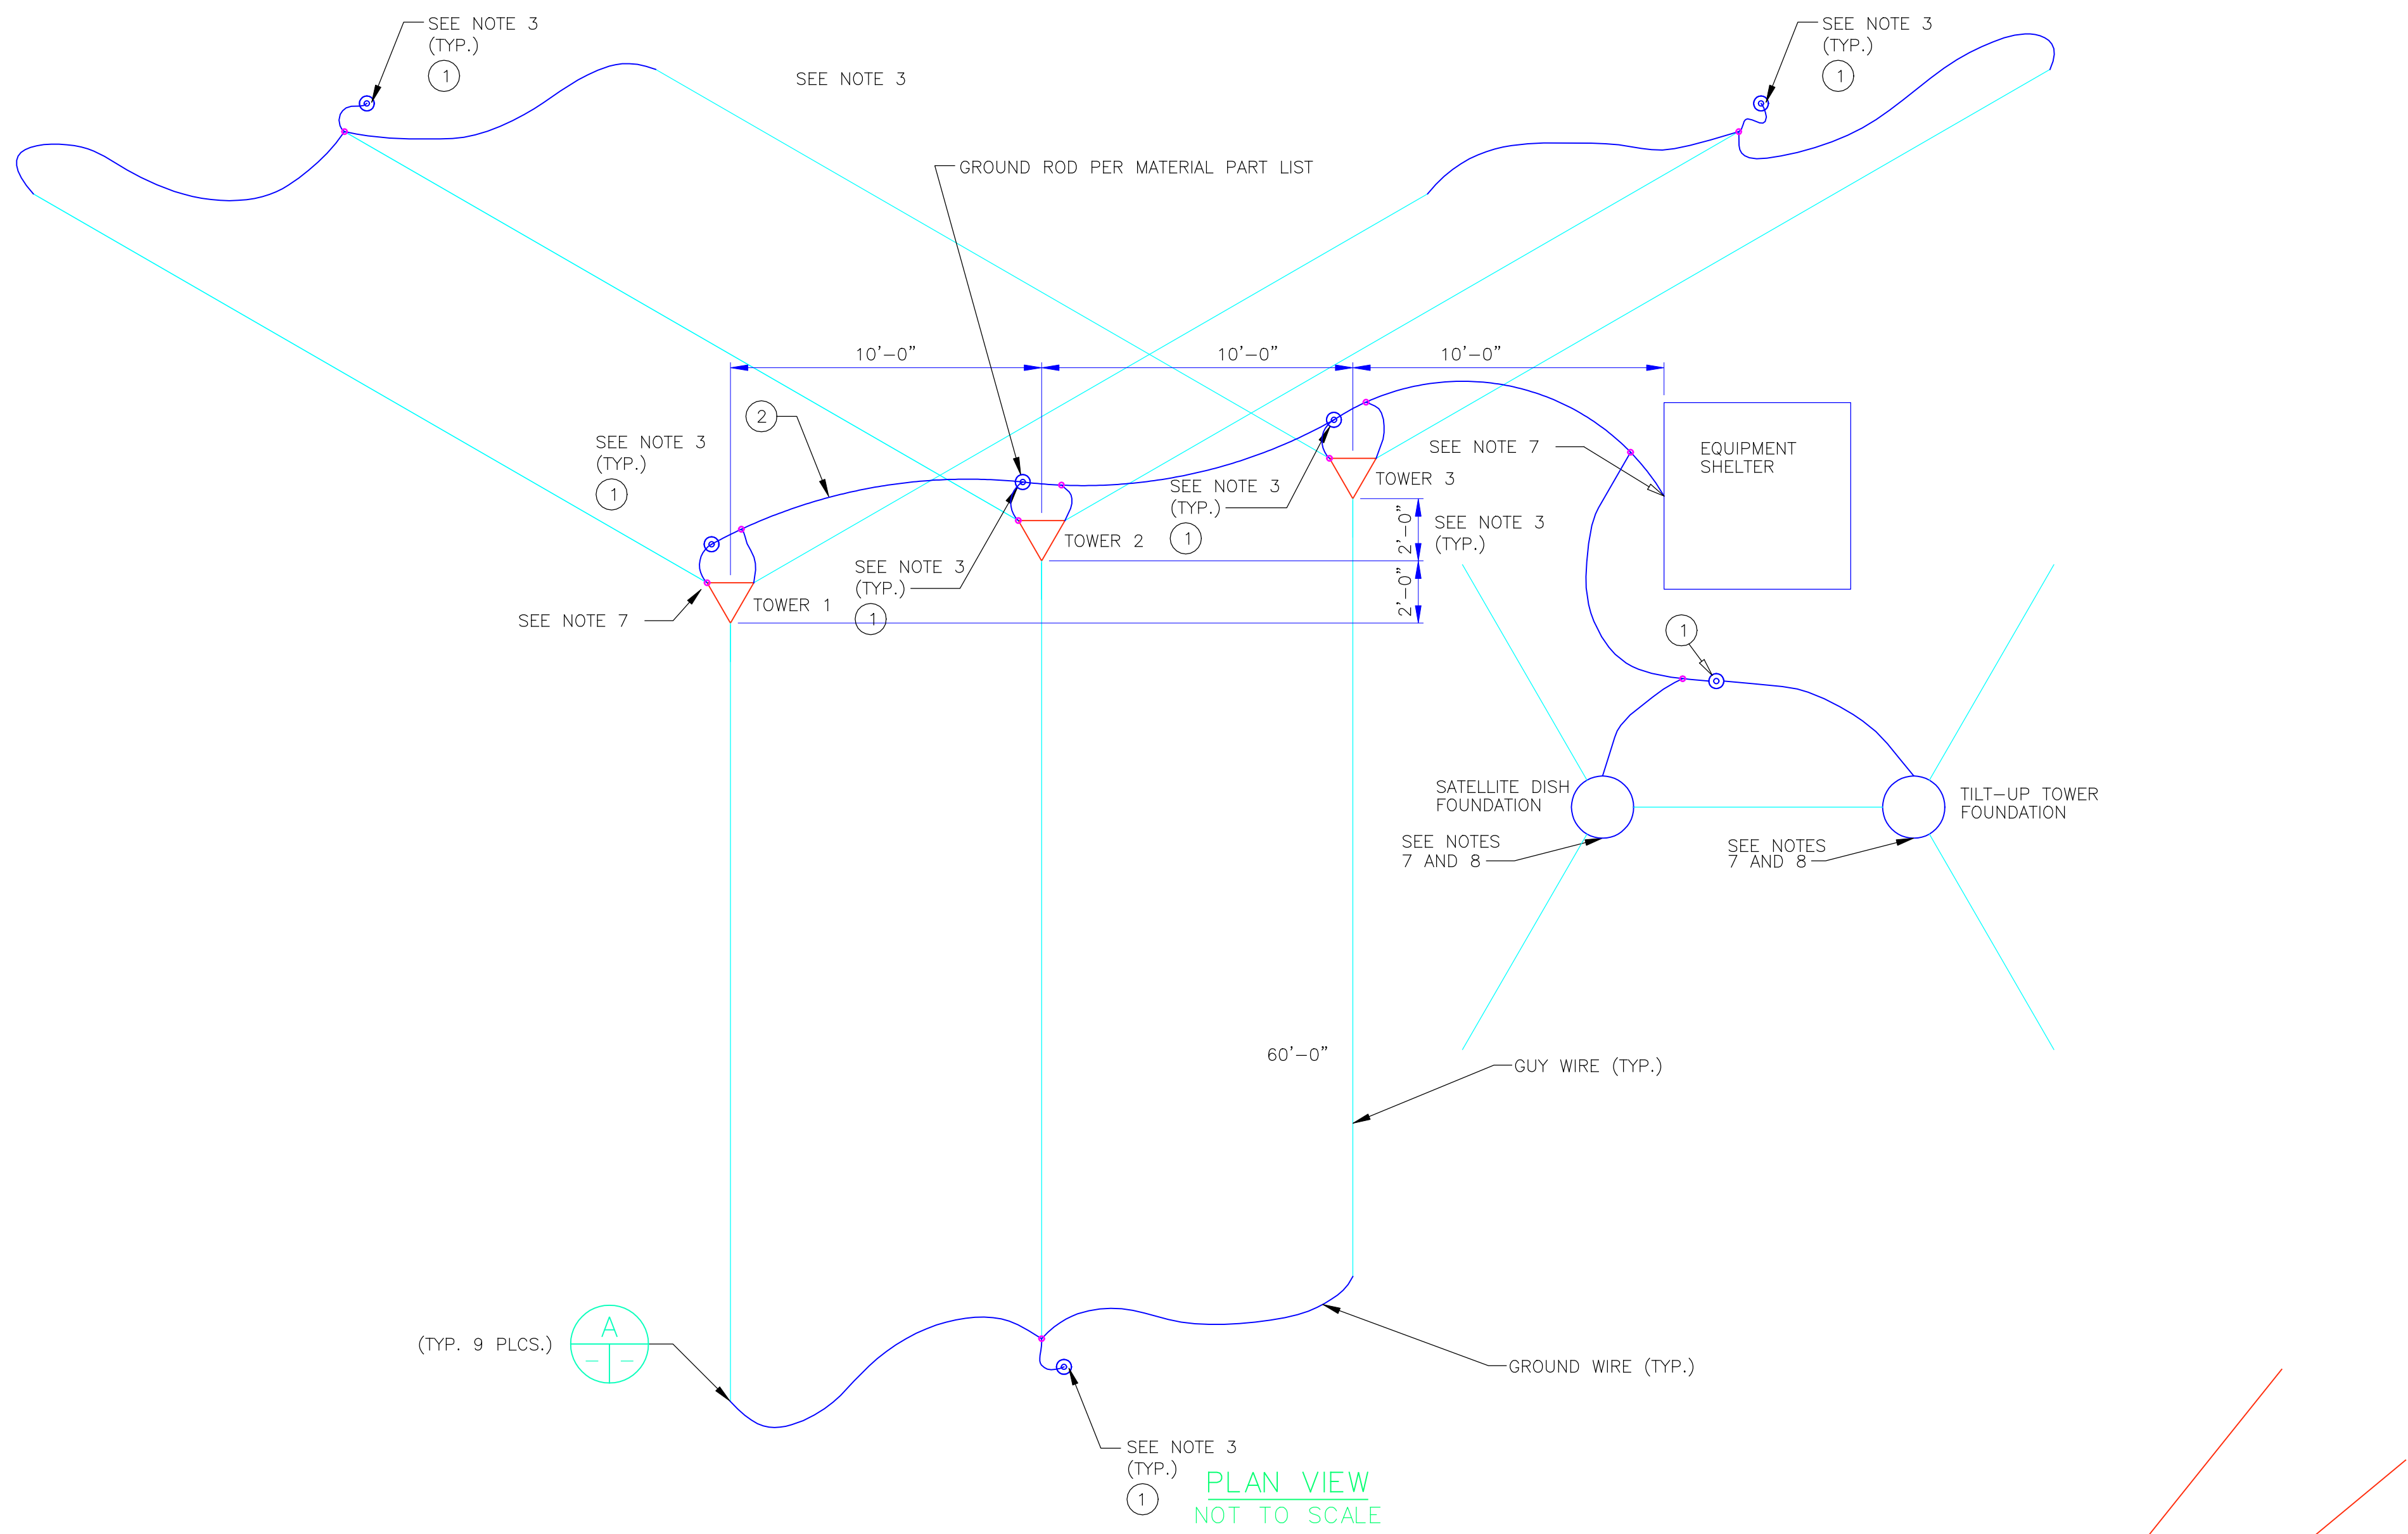 SEE NOTE 3
(TYP.)
1
SEE NOTE 3
SEE NOTE 3
(TYP.)
1
GROUND ROD PER MATERIAL PART LIST
10'-0"
10'-0"
10'-0"
2
SEE NOTE 3
(TYP.)
1
SEE NOTE 7
EQUIPMENT
SHELTER
TOWER 3
SEE NOTE 3
(TYP.)
1
2'-0"
SEE NOTE 3
(TYP.)
TOWER 2
SEE NOTE 3
(TYP.)
1
2'-0"
TOWER 1
SEE NOTE 7
1
SATELLITE DISH
FOUNDATION
TILT-UP TOWER
FOUNDATION
SEE NOTES
7 AND 8
SEE NOTES
7 AND 8
60'-0"
GUY WIRE (TYP.)
(TYP. 9 PLCS.)
A
- -
GROUND WIRE (TYP.)
SEE NOTE 3
(TYP.)
1
PLAN VIEW
NOT TO SCALE